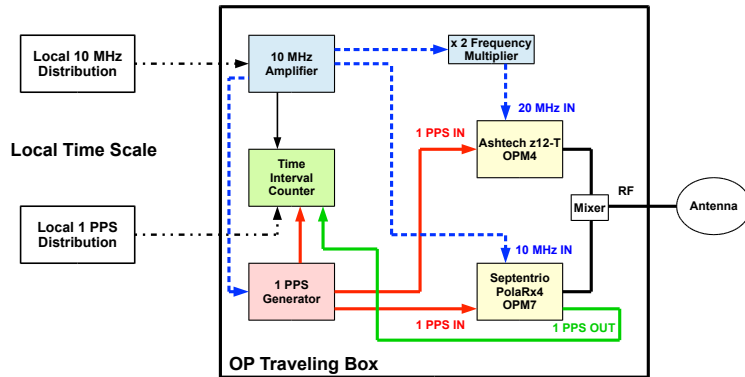 Local 10 MHz
Distribution
10 MHz
Amplifier
x 2 Frequency
Multiplier
20 MHz IN
1 PPS IN
Ashtech z12-T
OPM4
Local Time Scale
Time
Interval
Counter
RF
Mixer
Antenna
Local 1 PPS
Distribution
10 MHz IN
1 PPS
Generator
Septentrio
PolaRx4
OPM7
1 PPS IN
1 PPS OUT
OP Traveling Box